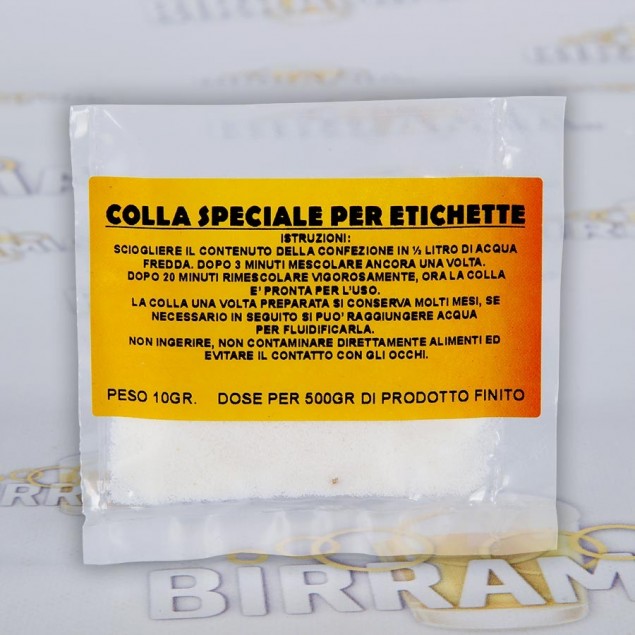 COLLA SPECIALE PER ETICHETTE
ISTRUZIONI:
SCIOGLIERE IL CONTENUTO DELLA CONFEZIONE IN ½ LITRO DI ACQUA
FREDDA. DOPO 3 MINUTI MESCOLARE ANCORA UNA VOLTA.
DOPO 20 MINUTI RIMESCOLARE VIGOROSAMENTE, ORA LA COLLA
E' PRONTA PER L'USO.
LA COLLA UNA VOLTA PREPARATA SI CONSERVA MOLTI MESI, SE
NECESSARIO IN SEGUITO SI PUO' RAGGIUNGERE ACQUA
PER FLUIDIFICARLA.
NON INGERIRE, NON CONTAMINARE DIRETTAMENTE ALIMENTI ED
EVITARE IL CONTATTO CON GLI OCCHI.
PESO 10GR. DOSE PER 500GR DI PRODOTTO FINITO
BIRRAM